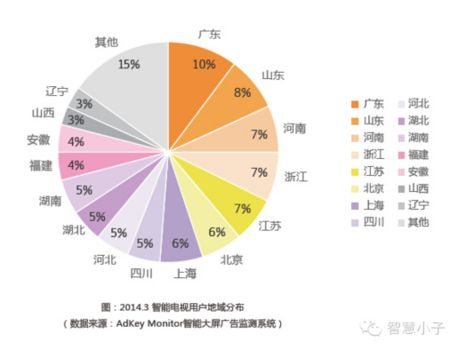 其他
广东
15%
10%
山东
8%
辽宁
3%
山西
3%
河南
7%
安徽
4%
福建
4%
浙江
7%
湖南
5%
江苏
7%
湖北
5%
北京
6%
河北
5%
四川
5%
上海
6%
广东 河北
山东 湖北
河南 湖南
浙江 福建
江苏 安徽
北京 山西
上海 辽宁
四川 其他
图：2014.3 智能电视用户地域分布
（数据来源：AdKey Monitor智能大屏广告监测系统）
智慧小子